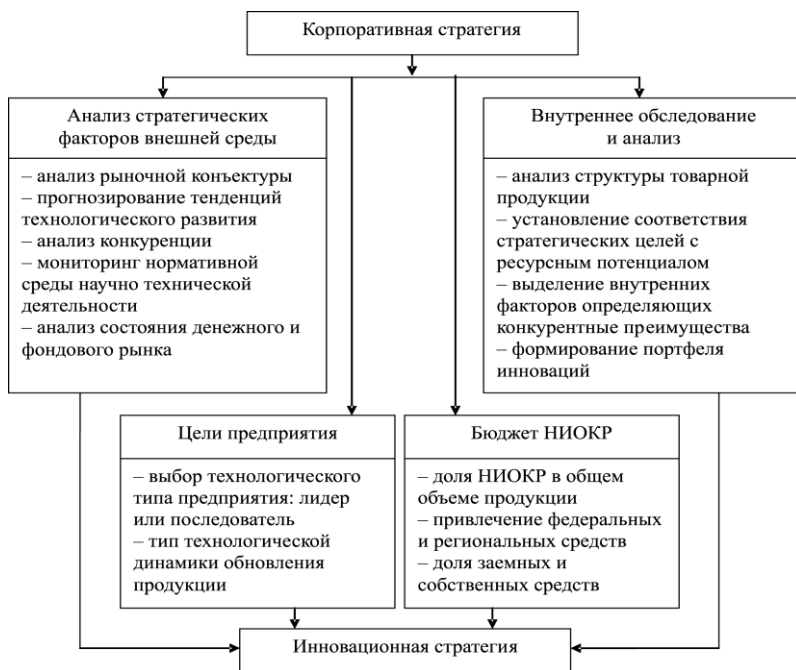 Корпоративная стратегия
Анализ стратегических
факторов внешней среды
– анализ рыночной конъектуры
– прогнозирование тенденций
технологического развития
– анализ конкуренции
– мониторинг нормативной
среды научно технической
деятельности
– анализ состояния денежного и
фондового рынка
Внутреннее обследование
и анализ
– анализ структуры товарной
продукции
– установление соответствия
стратегических целей с
ресурсным потенциалом
– выделение внутренних
факторов определяющих
конкурентные преимущества
– формирование портфеля
инноваций
Цели предприятия
– выбор технологического
типа предприятия: лидер
или последователь
– тип технологической
динамики обновления
продукции
Бюджет НИОКР
– доля НИОКР в общем
объеме продукции
– привлечение федеральных
и региональных средств
– доля заемных и
собственных средств
Инновационная стратегия